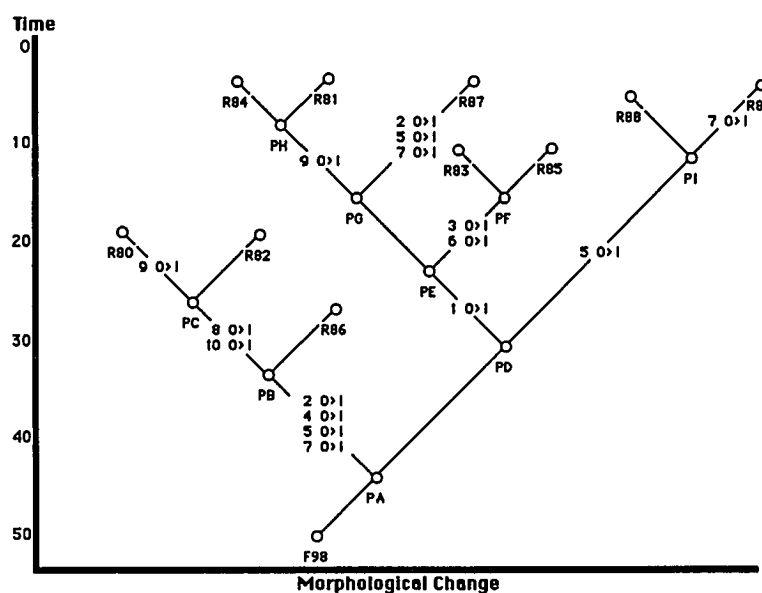 Time
0
R84
R81
R87
R88
R8
2 0>1
7 0>1
5 0>1
PH
7 0>1
10
9 0>1
R83
R85
PI
PG
PF
20
3 0>1
R80
R82
6 0>1
5 0>1
9 0>1
PE
PC
1 0>1
8 0>1
R86
30
10 0>1
PD
PB
2 0>1
4 0>1
40
5 0>1
7 0>1
PA
50
F98
Morphological Change